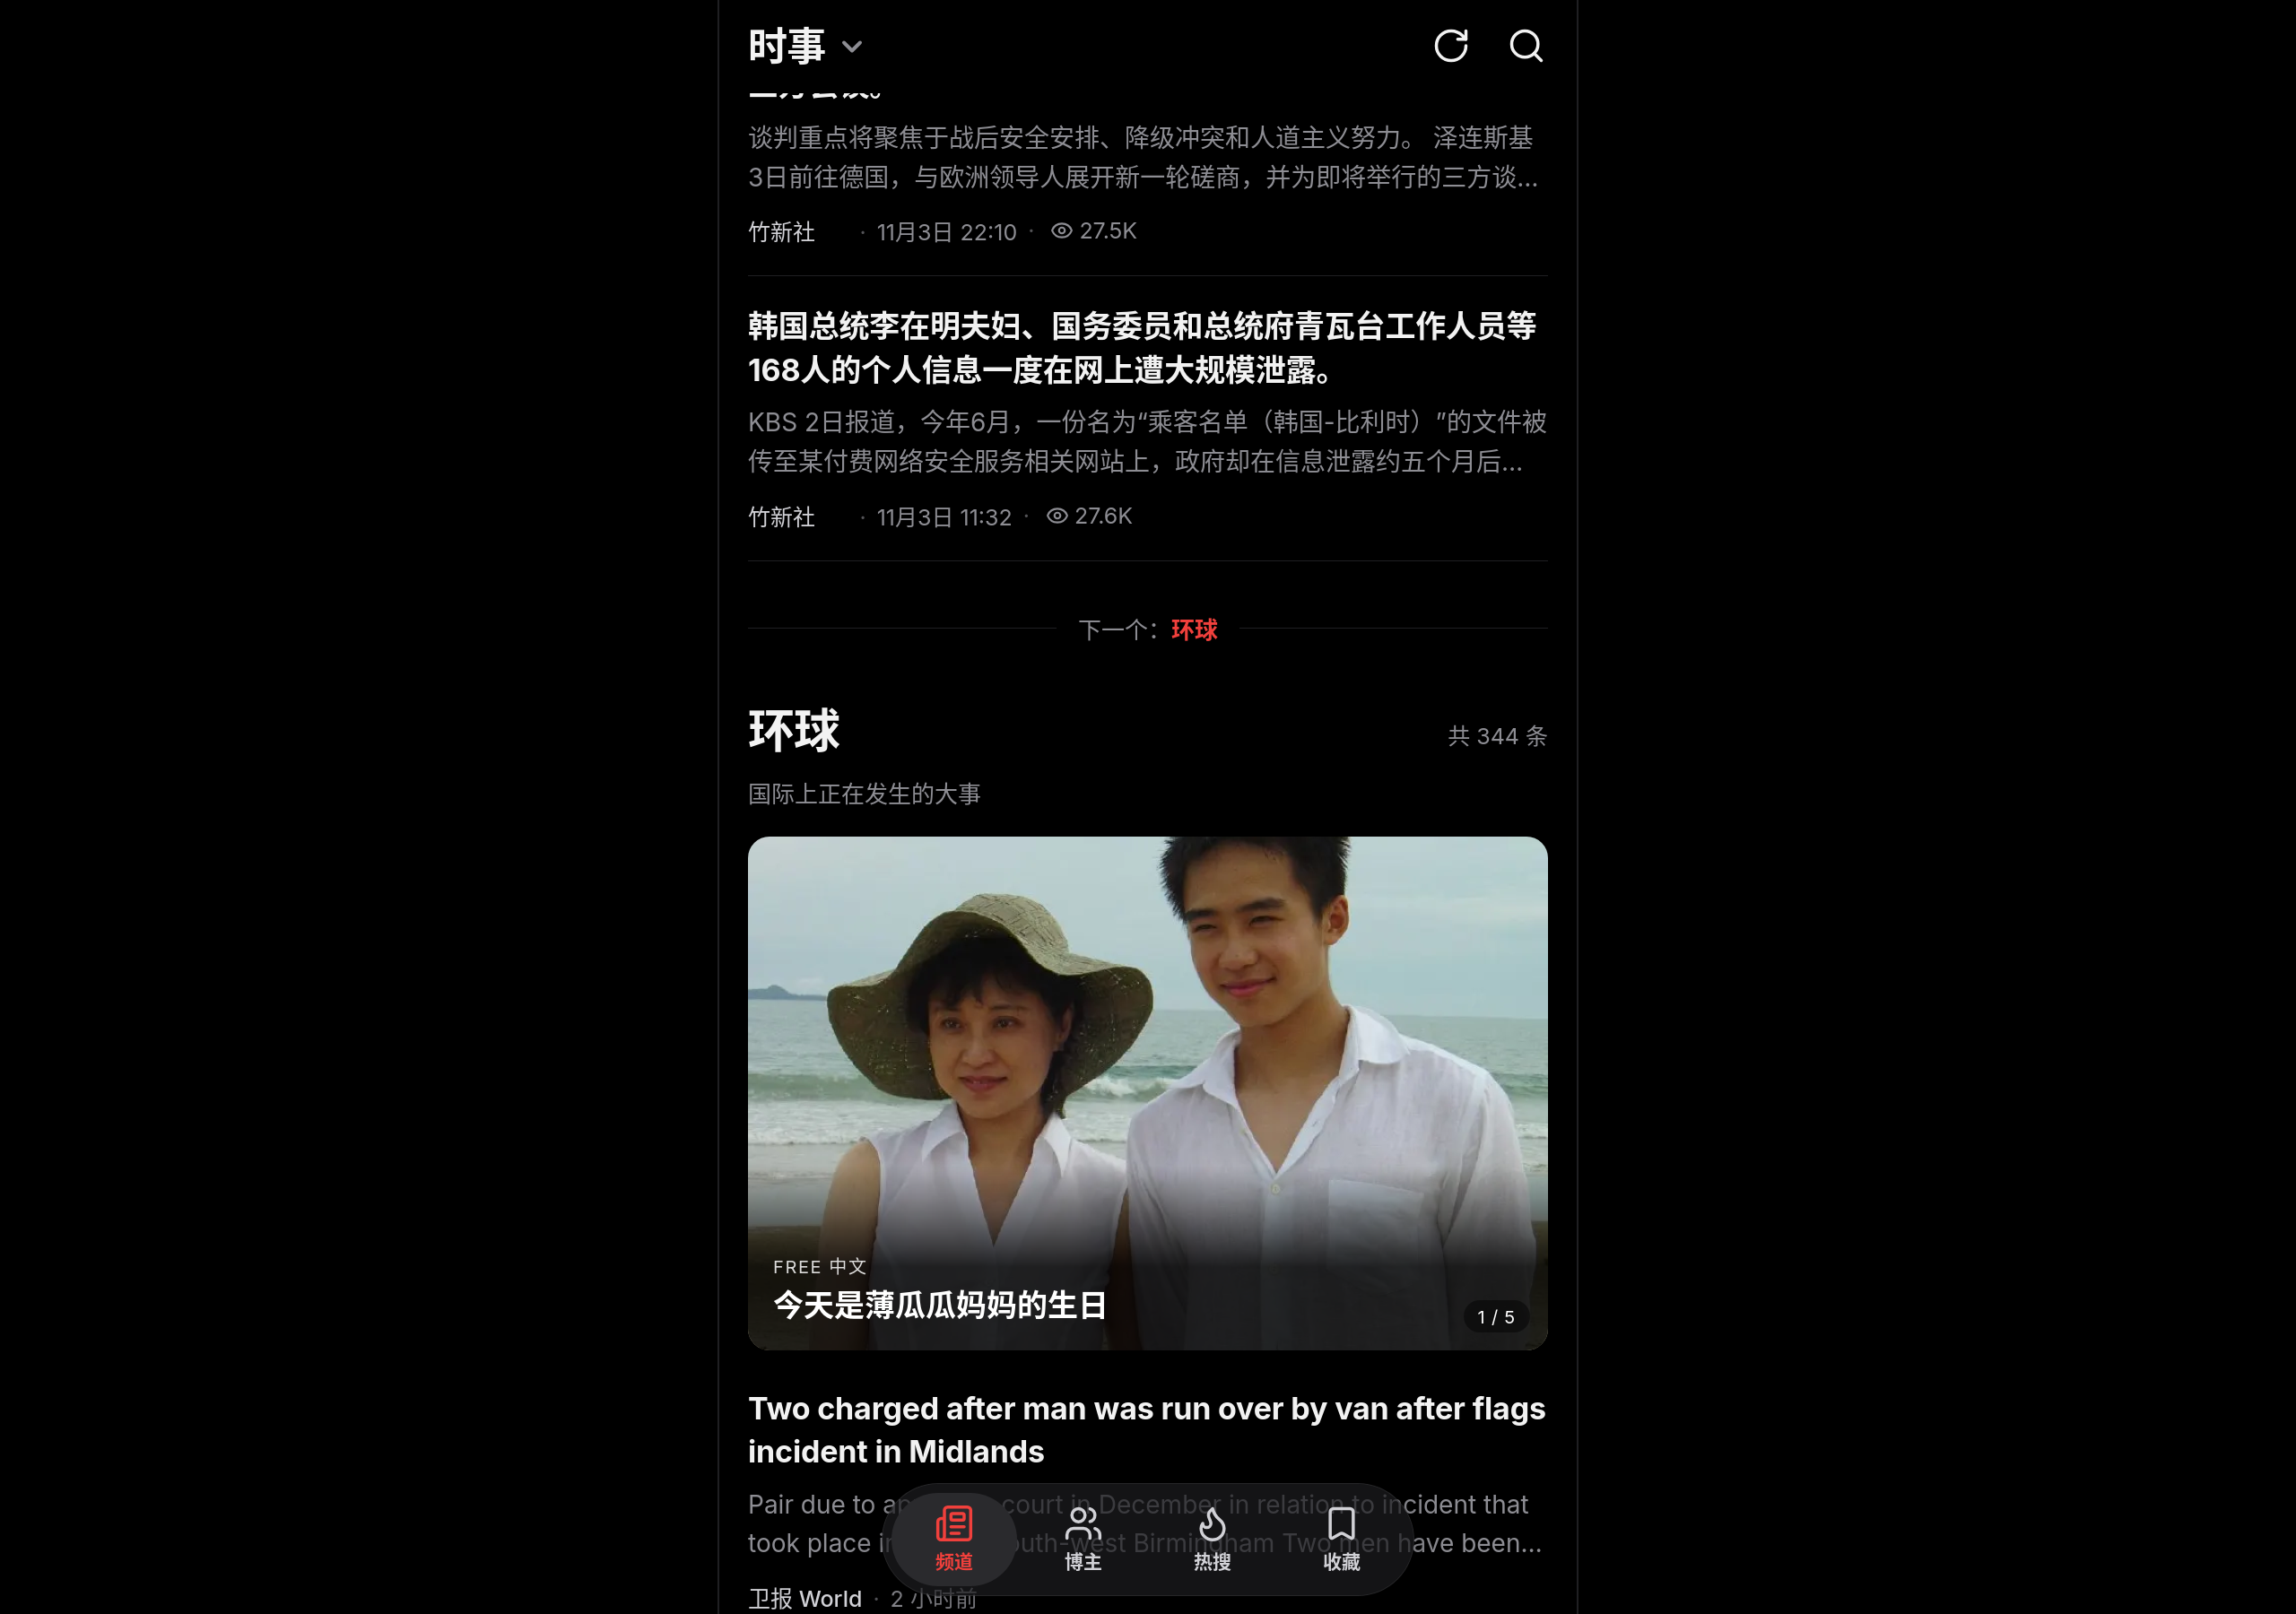 时事
谈判重点将聚焦于战后安全安排、降级冲突和人道主义努力。 泽连斯基
3日前往德国，与欧洲领导人展开新一轮磋商，并为即将举行的三方谈...
竹新社 · 11月3日 22:10 · 27.5K
韩国总统李在明夫妇、国务委员和总统府青瓦台工作人员等
168人的个人信息一度在网上遭大规模泄露。
KBS 2日报道，今年6月，一份名为“乘客名单（韩国-比利时）”的文件被
传至某付费网络安全服务相关网站上，政府却在信息泄露约五个月后...
竹新社 · 11月3日 11:32 · 27.6K
下一个：环球
环球
共 344 条
国际上正在发生的大事
FREE 中文
今天是薄瓜瓜妈妈的生日
1 / 5
Two charged after man was run over by van after flags
incident in Midlands
Pair due to court in December in relation to incident that
took place Birmingham Two men have been...
卫报 World · 2 小时前
频道
博主
热搜
收藏